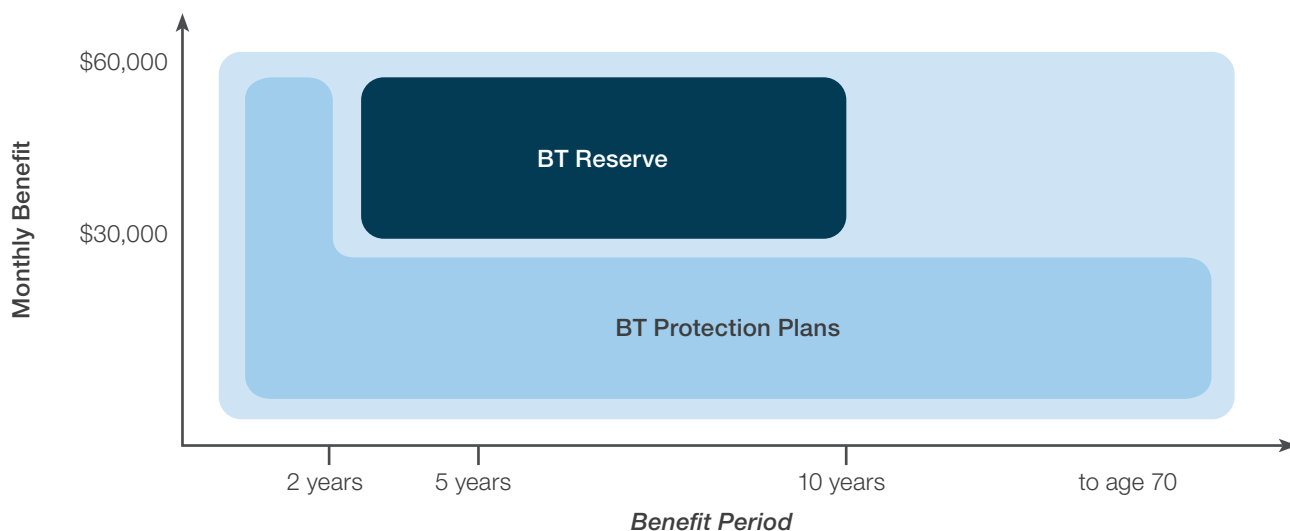 $60,000
BT Reserve
Monthly Benefit
$30,000
BT Protection Plans
2 years
5 years
10 years
to age 70
Benefit Period